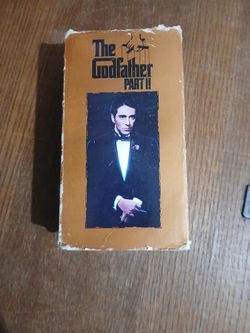 The
Godfather
PART II